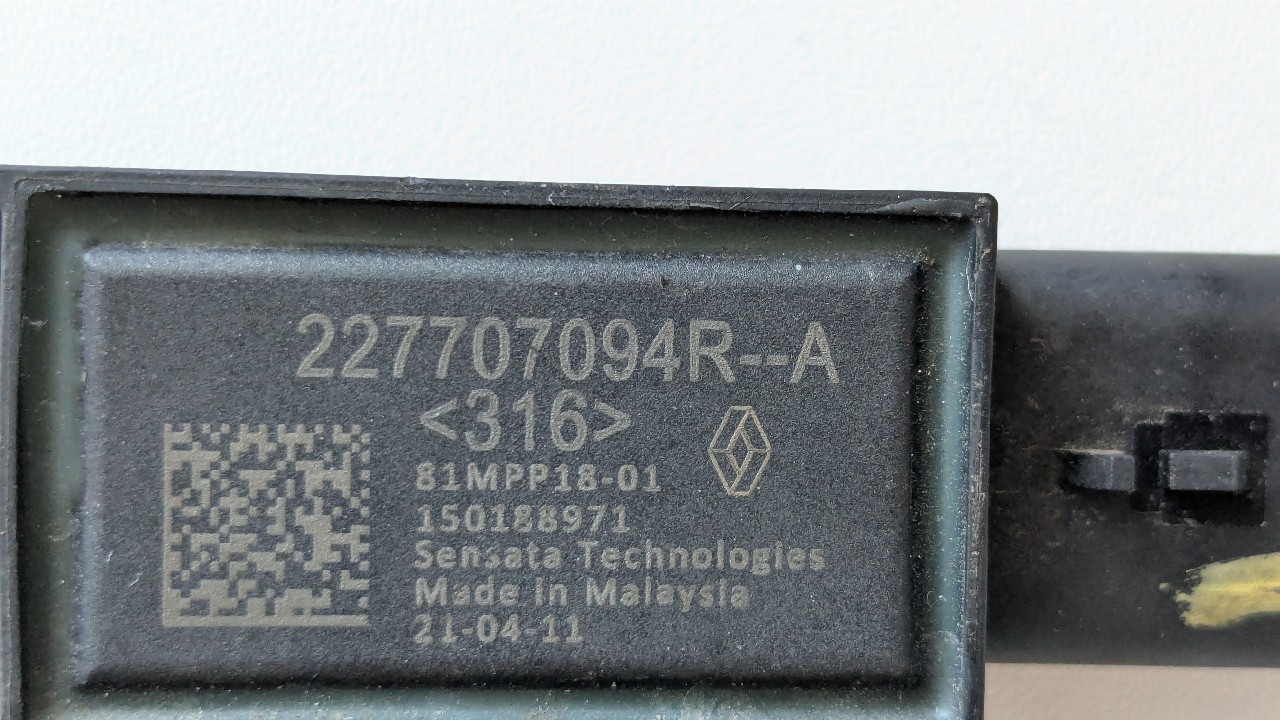 227707094R--A
<316>
81MPP18-01
150188971
Sensata Technologies
Made in Malaysia
21-04-11